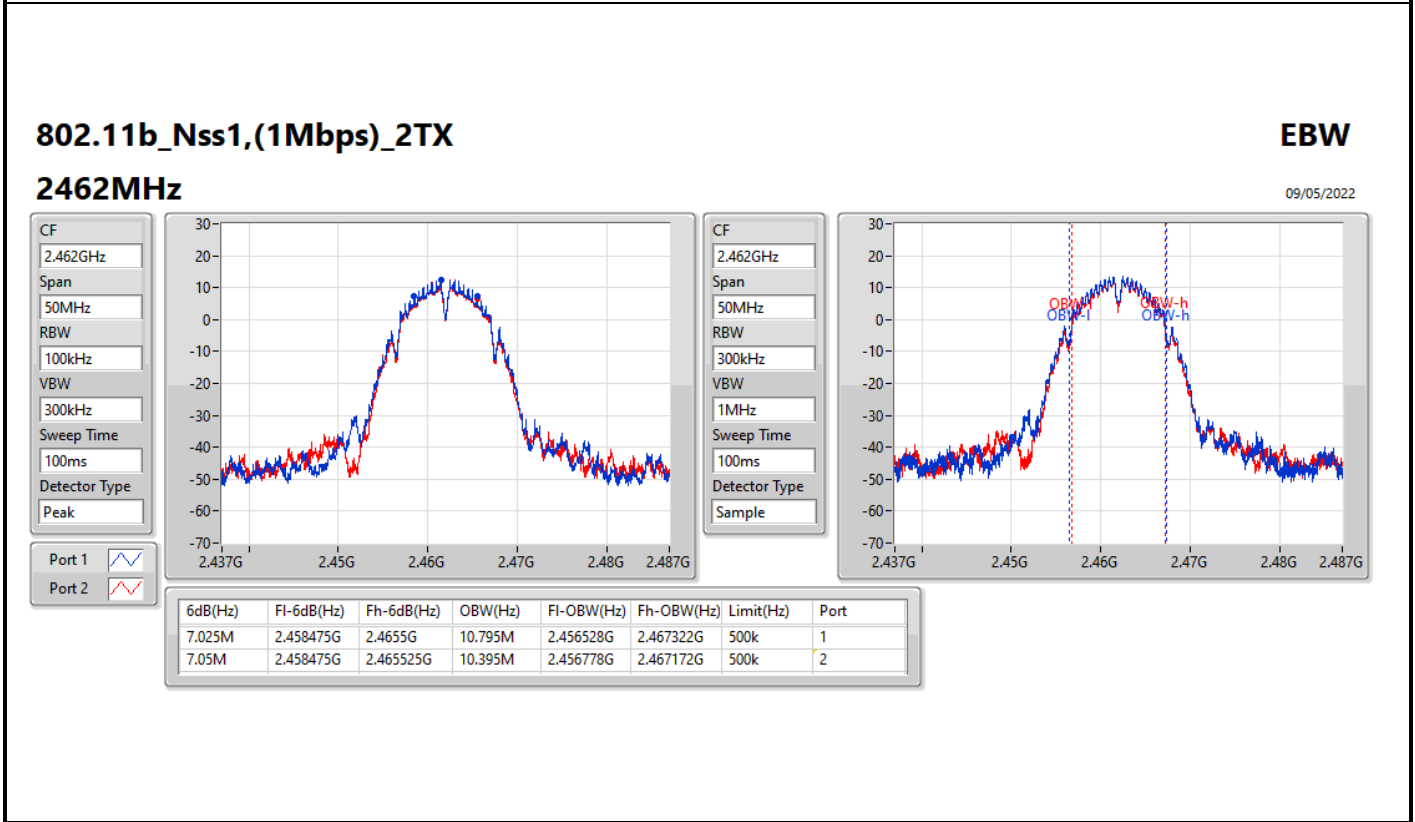 802.11b_Nss1,(1Mbps)_2TX
EBW
2462MHz
09/05/2022
CF
2.462GHz
Span
50MHz
RBW
100kHz
VBW
300kHz
Sweep Time
100ms
Detector Type
Peak
Port 1
Port 2
30
20
10
0
-10
-20
-30
-40
-50
-60
-70
2.437G 2.45G 2.46G 2.47G 2.48G 2.487G
CF
2.462GHz
Span
50MHz
RBW
300kHz
VBW
1MHz
Sweep Time
100ms
Detector Type
Sample
30
20
10
0
-10
-20
-30
-40
-50
-60
-70
OBW-l OBW-h
OBW-l OBW-h
2.437G 2.45G 2.46G 2.47G 2.48G 2.487G
6dB(Hz) Fl-6dB(Hz) Fh-6dB(Hz) OBW(Hz) Fl-OBW(Hz) Fh-OBW(Hz) Limit(Hz) Port
7.025M 2.458475G 2.4655G 10.795M 2.456528G 2.467322G 500k 1
7.05M 2.458475G 2.465525G 10.395M 2.456778G 2.467172G 500k 2